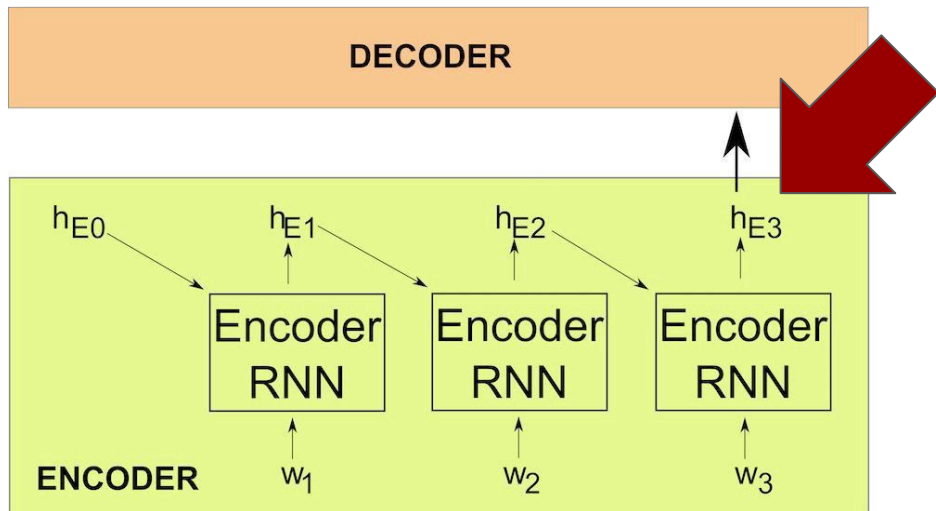 DECODER
hE0 hE1 hE2 hE3
Encoder RNN Encoder RNN Encoder RNN
ENCODER w1 w2 w3